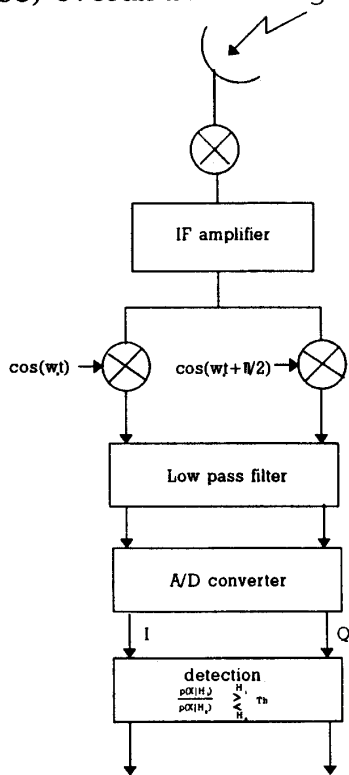 IF amplifier
cos(w,t) cos(w,t+π/2)
Low pass filter
A/D converter
I Q
detection
p(X|H₁) / p(X|H₀) H₁ > < H₀ Th